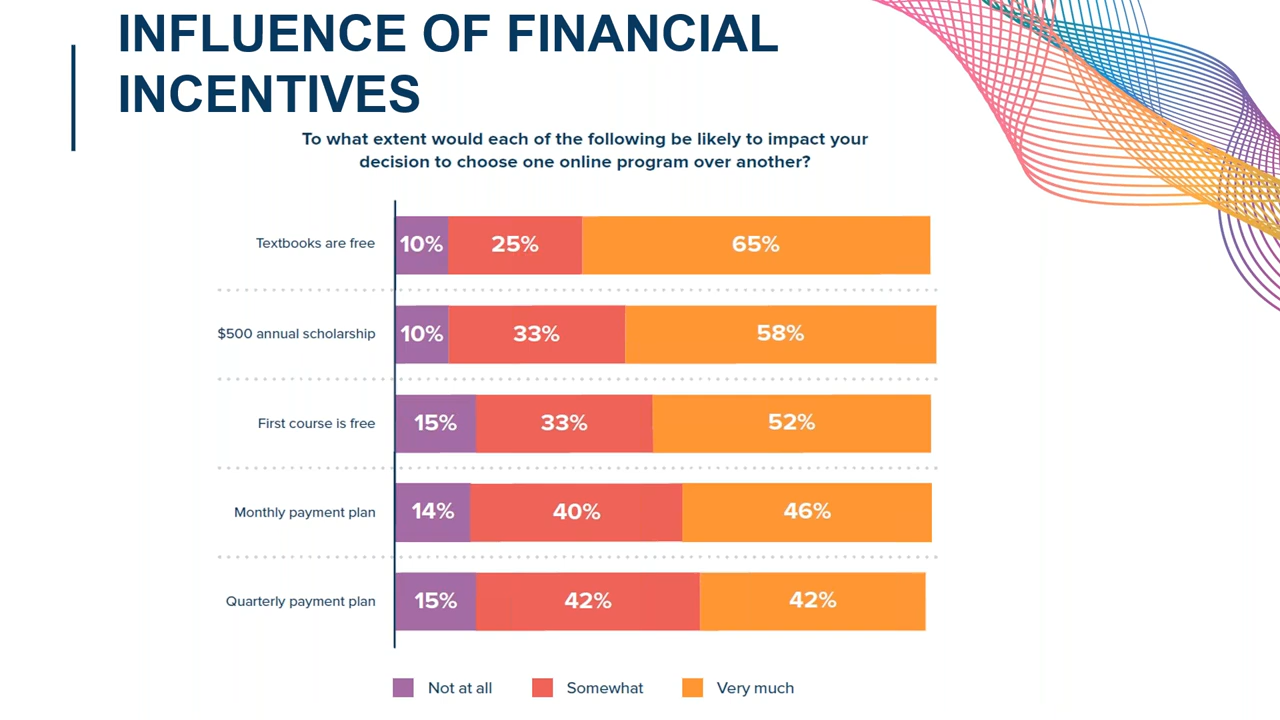 INFLUENCE OF FINANCIAL
INCENTIVES
To what extent would each of the following be likely to impact your
decision to choose one online program over another?
Textbooks are free 10% 25% 65%
$500 annual scholarship 10% 33% 58%
First course is free 15% 33% 52%
Monthly payment plan 14% 40% 46%
Quarterly payment plan 15% 42% 42%
Not at all Somewhat Very much